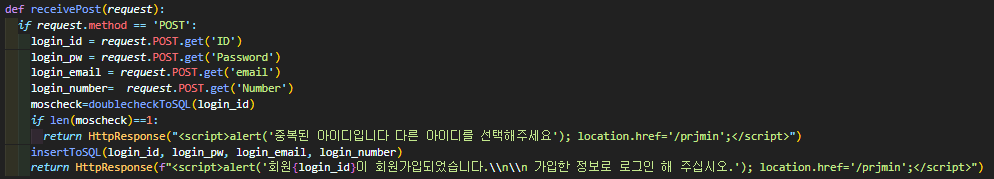 def receivePost(request):
if request.method == 'POST':
login_id = request.POST.get('ID')
login_pw = request.POST.get('Password')
login_email = request.POST.get('email')
login_number=  request.POST.get('Number')
moscheck=doublecheckToSQL(login_id)
if len(moscheck)==1:
return HttpResponse("<script>alert('중복된 아이디입니다 다른 아이디를 선택해주세요'); location.href='/prjmin';</script>")
insertToSQL(login_id, login_pw, login_email, login_number)
return HttpResponse(f"<script>alert('회원{login_id}이 회원가입되었습니다.\\n\\n 가입한 정보로 로그인 해 주십시오.'); location.href='/prjmin';</script>")